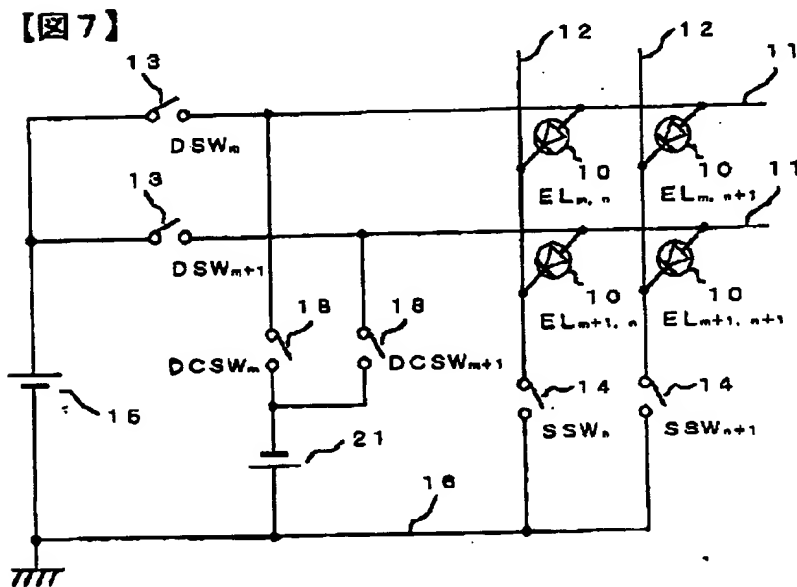 【図7】
12 12
13 11
DSWm
10 10
ELm, n ELm, n+1
13 11
DSWm+1
10 10
18 18 ELm+1, n ELm+1, n+1
DCSWm DCSWm+1
14 14
15 SSWn SSWn+1
21
16